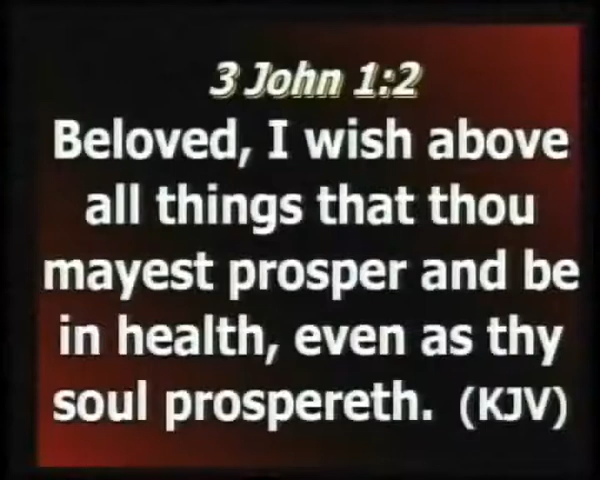 3 John 1:2
Beloved, I wish above
all things that thou
mayest prosper and be
in health, even as thy
soul prospereth. (KJV)